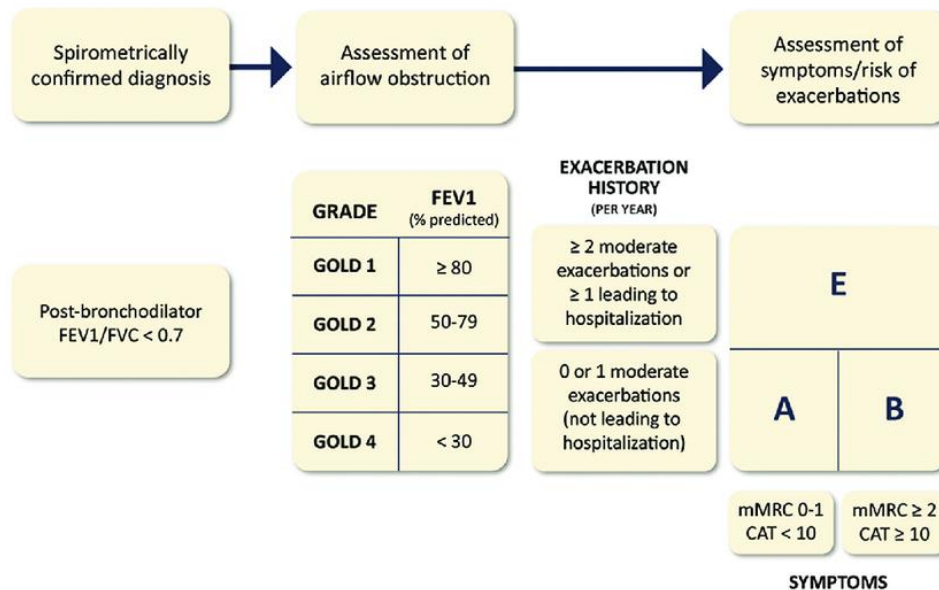 Spirometrically
confirmed diagnosis
Assessment of
airflow obstruction
Assessment of
symptoms/risk of
exacerbations
Post-bronchodilator
FEV1/FVC < 0.7
GRADE
FEV1
(% predicted)
GOLD 1
≥ 80
GOLD 2
50-79
GOLD 3
30-49
GOLD 4
< 30
EXACERBATION
HISTORY
(PER YEAR)
≥ 2 moderate
exacerbations or
≥ 1 leading to
hospitalization
0 or 1 moderate
exacerbations
(not leading to
hospitalization)
E
A
B
mMRC 0-1
CAT < 10
mMRC ≥ 2
CAT ≥ 10
SYMPTOMS